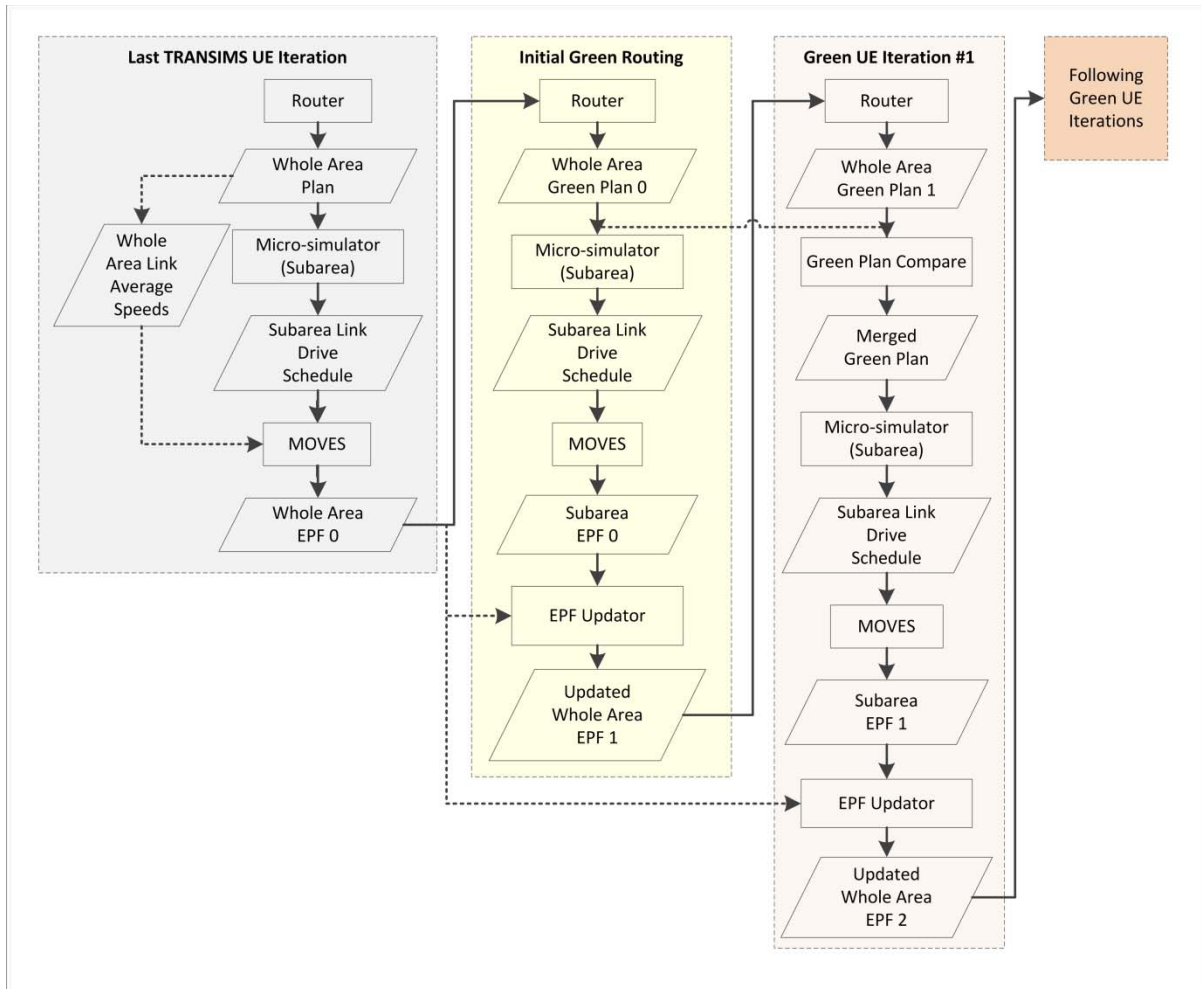 Last TRANSIMS UE Iteration
Router
Whole Area
Plan
Whole
Area Link
Average
Speeds
Micro-simulator
(Subarea)
Subarea Link
Drive
Schedule
MOVES
Whole Area
EPF 0
Initial Green Routing
Router
Whole Area
Green Plan 0
Micro-simulator
(Subarea)
Subarea Link
Drive
Schedule
MOVES
Subarea
EPF 0
EPF Updator
Updated
Whole Area
EPF 1
Green UE Iteration #1
Router
Whole Area
Green Plan 1
Green Plan Compare
Merged
Green Plan
Micro-simulator
(Subarea)
Subarea Link
Drive
Schedule
MOVES
Subarea
EPF 1
EPF Updator
Updated
Whole Area
EPF 2
Following
Green UE
Iterations